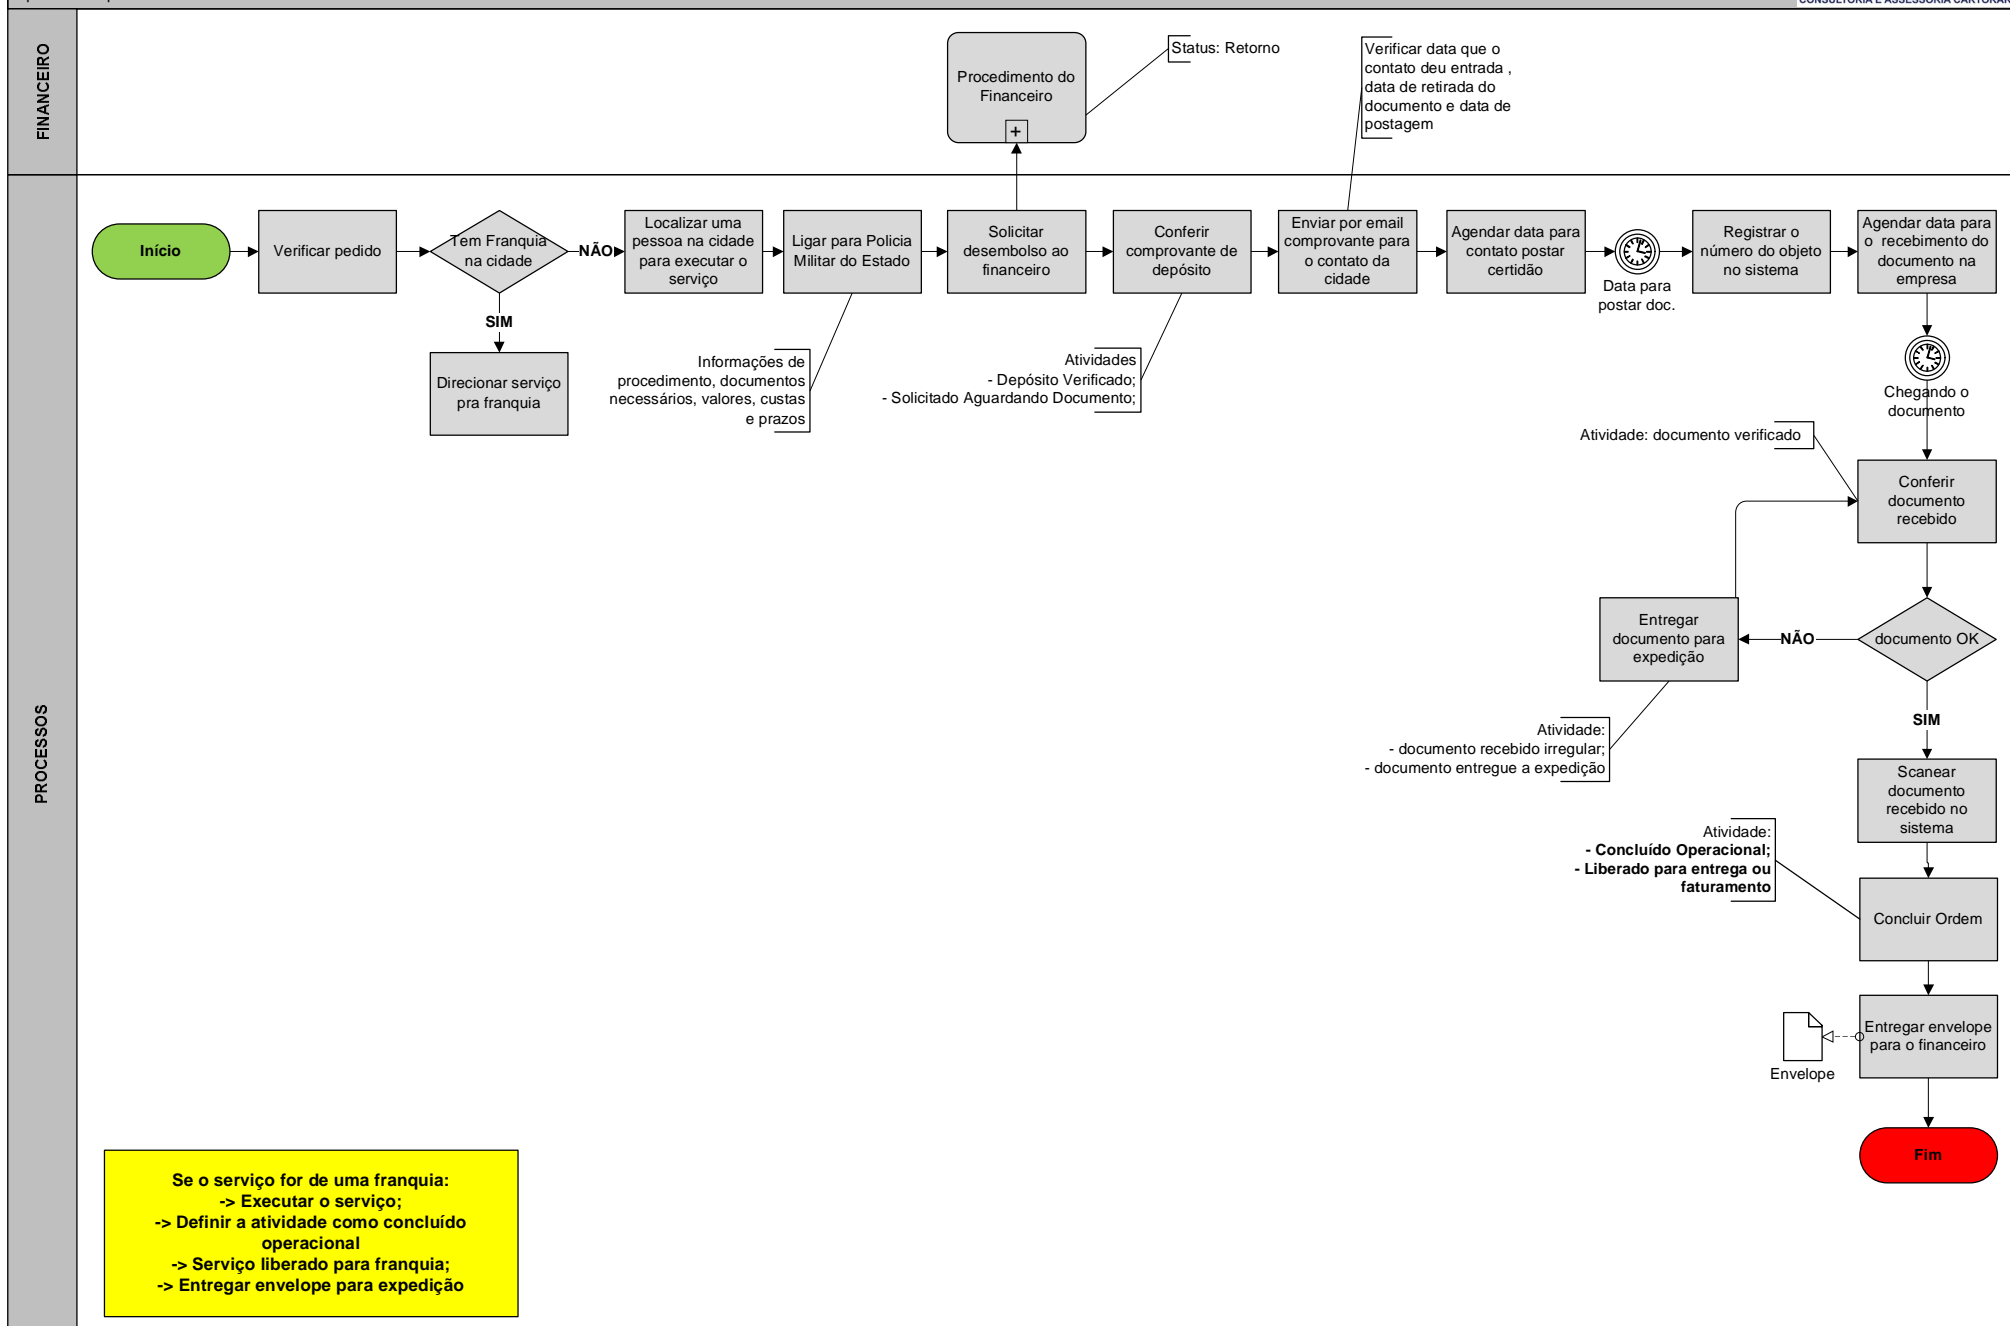 CONSULTORIA E ASSESSORIA CARTORAR
FINANCEIRO
Procedimento do
Financeiro
+
Status: Retorno
Verificar data que o
contato deu entrada ,
data de retirada do
documento e data de
postagem
PROCESSOS
Início
Verificar pedido
Tem Franquia
na cidade
NÃO
SIM
Direcionar serviço
pra franquia
Localizar uma
pessoa na cidade
para executar o
serviço
Ligar para Policia
Militar do Estado
Informações de
procedimento, documentos
necessários, valores, custas
e prazos
Solicitar
desembolso ao
financeiro
Conferir
comprovante de
depósito
Atividades
- Depósito Verificado;
- Solicitado Aguardando Documento;
Enviar por email
comprovante para
o contato da
cidade
Agendar data para
contato postar
certidão
Data para
postar doc.
Registrar o
número do objeto
no sistema
Agendar data para
o recebimento do
documento na
empresa
Chegando o
documento
Atividade: documento verificado
Conferir
documento
recebido
documento OK
NÃO
Entregar
documento para
expedição
Atividade:
- documento recebido irregular;
- documento entregue a expedição
SIM
Scanear
documento
recebido no
sistema
Atividade:
- Concluído Operacional;
- Liberado para entrega ou
faturamento
Concluir Ordem
Entregar envelope
para o financeiro
Envelope
Fim
Se o serviço for de uma franquia:
-> Executar o serviço;
-> Definir a atividade como concluído
operacional
-> Serviço liberado para franquia;
-> Entregar envelope para expedição